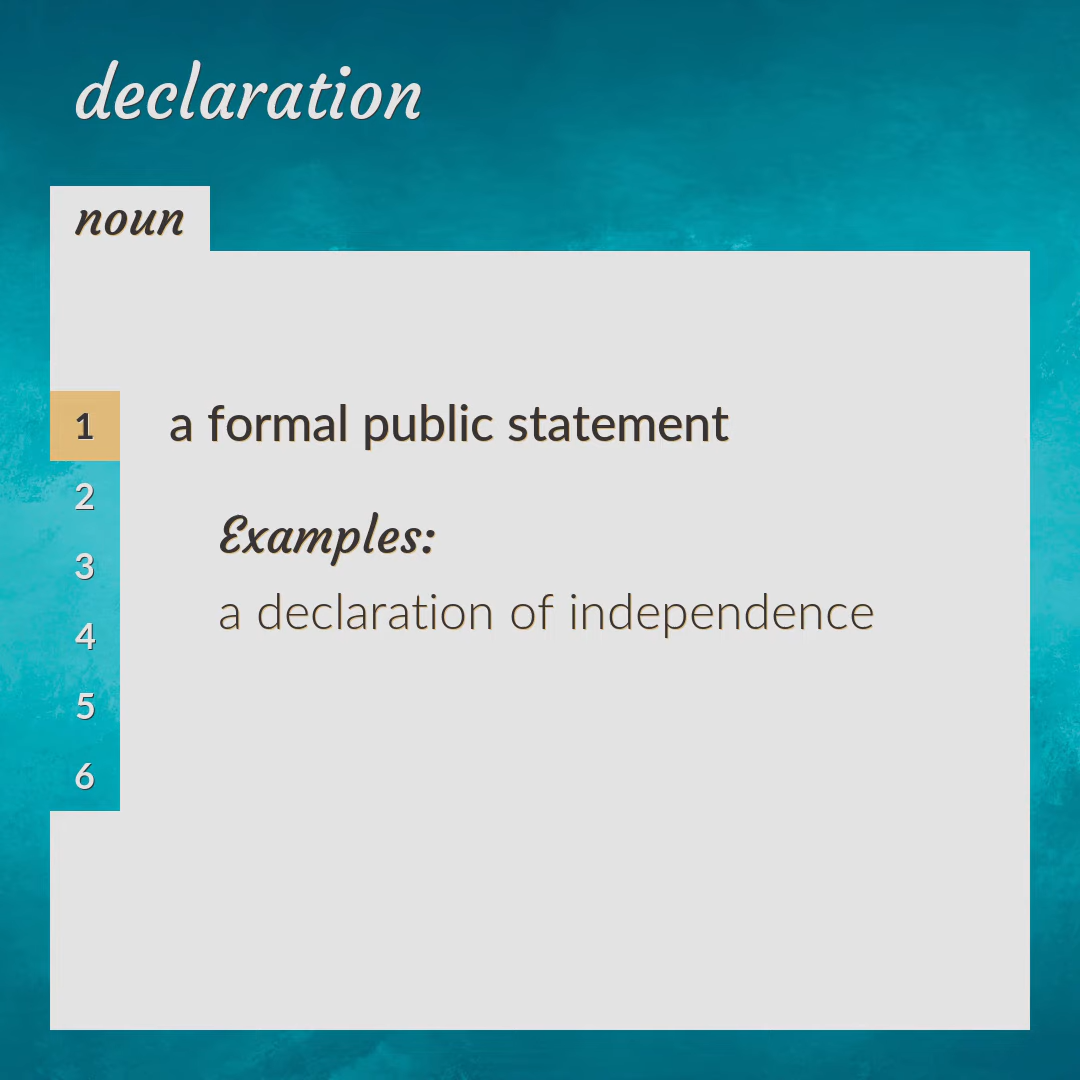 declaration
noun
1
a formal public statement
2
Examples:
3
a declaration of independence
4
5
6